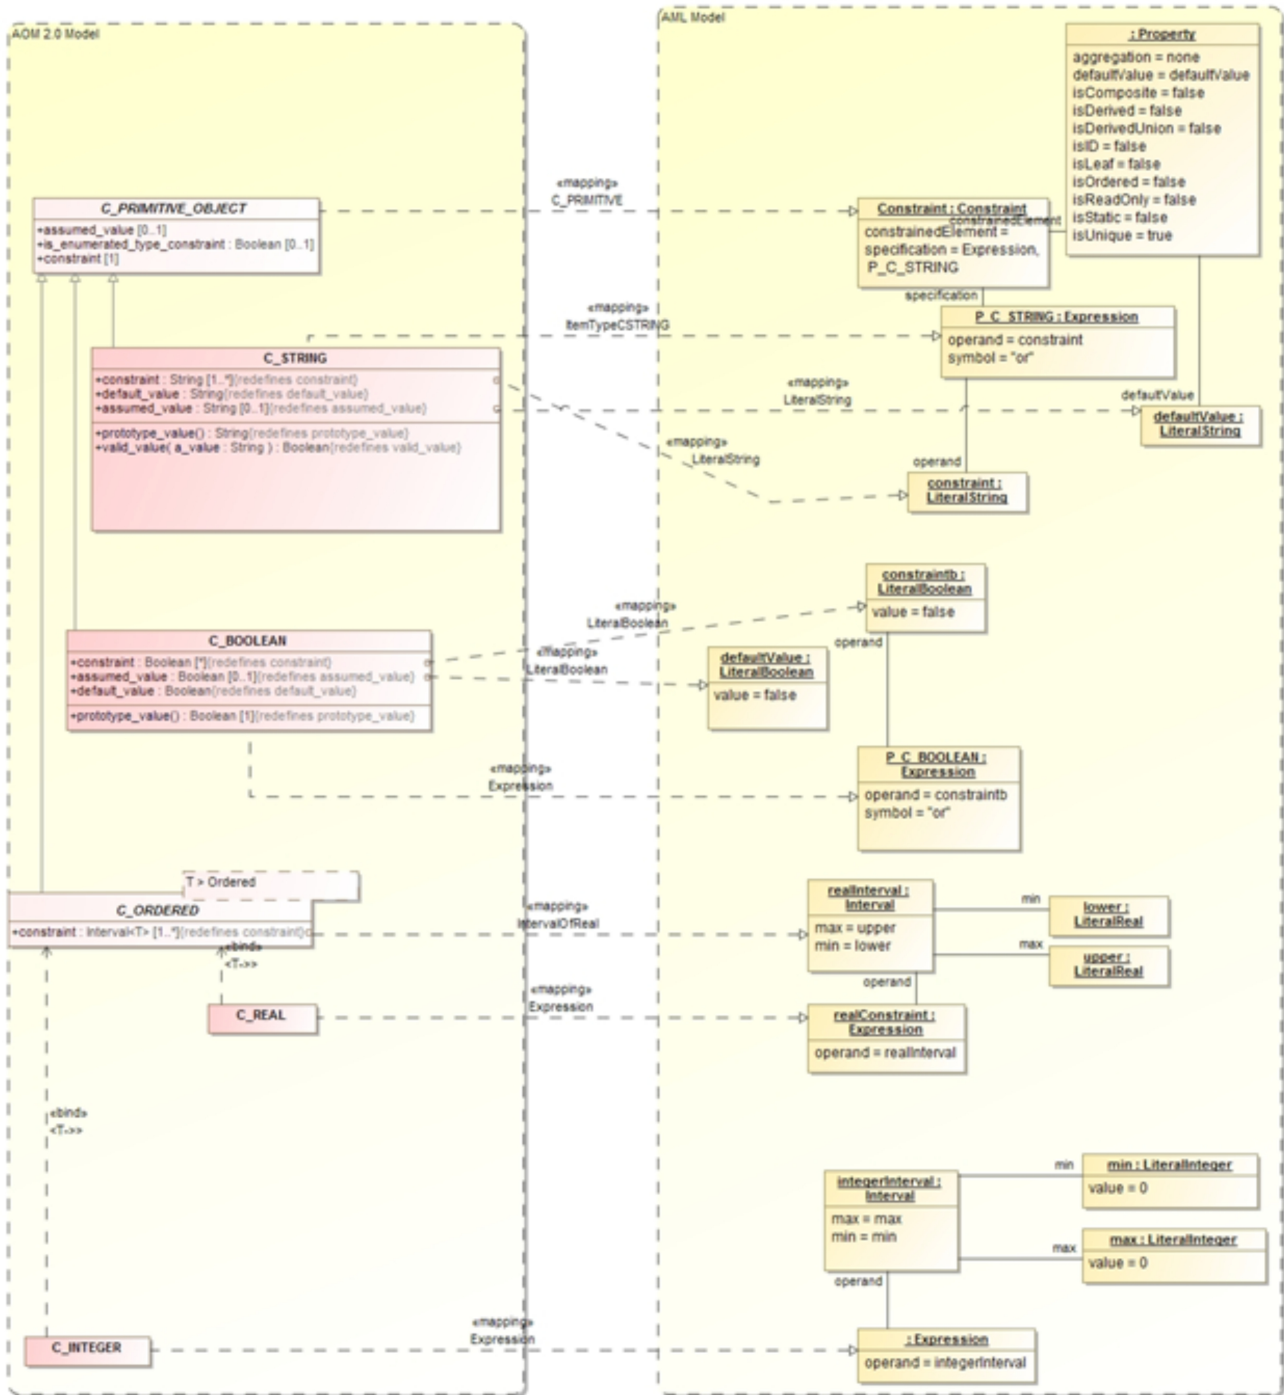 AOM 2.0 Model
C_PRIMITIVE_OBJECT
+assumed_value [0..1]
+is_enumerated_type_constraint : Boolean [0..1]
+constraint [1]
C_STRING
+constraint : String [1..*]{redefines constraint}
+default_value : String{redefines default_value}
+assumed_value : String [0..1]{redefines assumed_value}
+prototype_value() : String{redefines prototype_value}
+valid_value( a_value : String ) : Boolean{redefines valid_value}
C_BOOLEAN
+constraint : Boolean [*]{redefines constraint}
+assumed_value : Boolean [0..1]{redefines assumed_value}
+default_value : Boolean{redefines default_value}
+prototype_value() : Boolean [1]{redefines prototype_value}
T > Ordered
C_ORDERED
+constraint : Interval<T> [1..*]{redefines constraint}
«bind»
<T->>
C_REAL
«bind»
<T->>
C_INTEGER
«mapping»
C_PRIMITIVE
«mapping»
ItemTypeCSTRING
«mapping»
LiteralString
«mapping»
LiteralString
«mapping»
LiteralBoolean
«mapping»
LiteralBoolean
«mapping»
Expression
«mapping»
IntervalOfReal
«mapping»
Expression
«mapping»
Expression
AML Model
: Property
aggregation = none
defaultValue = defaultValue
isComposite = false
isDerived = false
isDerivedUnion = false
isID = false
isLeaf = false
isOrdered = false
isReadOnly = false
isStatic = false
isUnique = true
Constraint : Constraint
constrainedElement
constrainedElement =
specification = Expression,
P_C_STRING
specification
P_C_STRING : Expression
operand = constraint
symbol = "or"
defaultValue
defaultValue :
LiteralString
operand
constraint :
LiteralString
constraintb :
LiteralBoolean
value = false
operand
defaultValue :
LiteralBoolean
value = false
P_C_BOOLEAN :
Expression
operand = constraintb
symbol = "or"
realInterval :
Interval
max = upper
min = lower
min
lower :
LiteralReal
max
upper :
LiteralReal
operand
realConstraint :
Expression
operand = realInterval
integerInterval :
Interval
max = max
min = min
min
min : LiteralInteger
value = 0
max
max : LiteralInteger
value = 0
operand
: Expression
operand = integerInterval